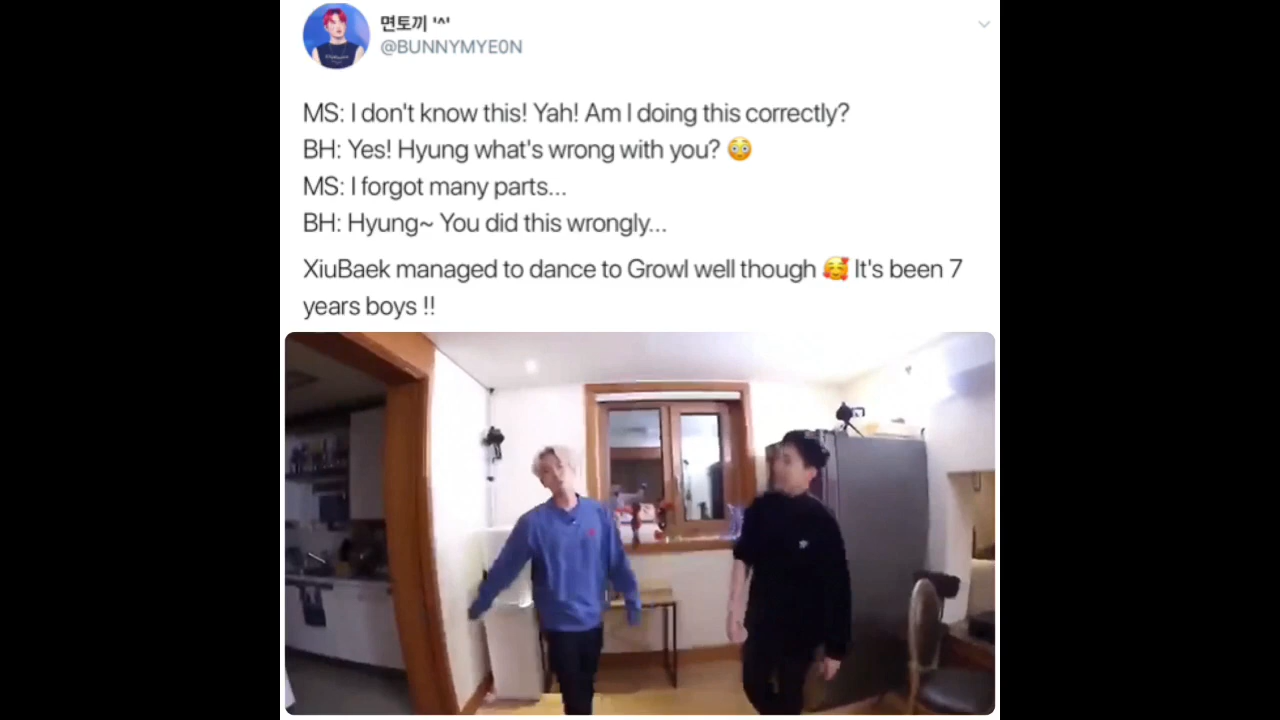 면토끼 '^'
@BUNNYMYE0N
MS: I don't know this! Yah! Am I doing this correctly?
BH: Yes! Hyung what's wrong with you? 😳
MS: I forgot many parts...
BH: Hyung~ You did this wrongly...
XiuBaek managed to dance to Growl well though 🥰 It's been 7
years boys !!